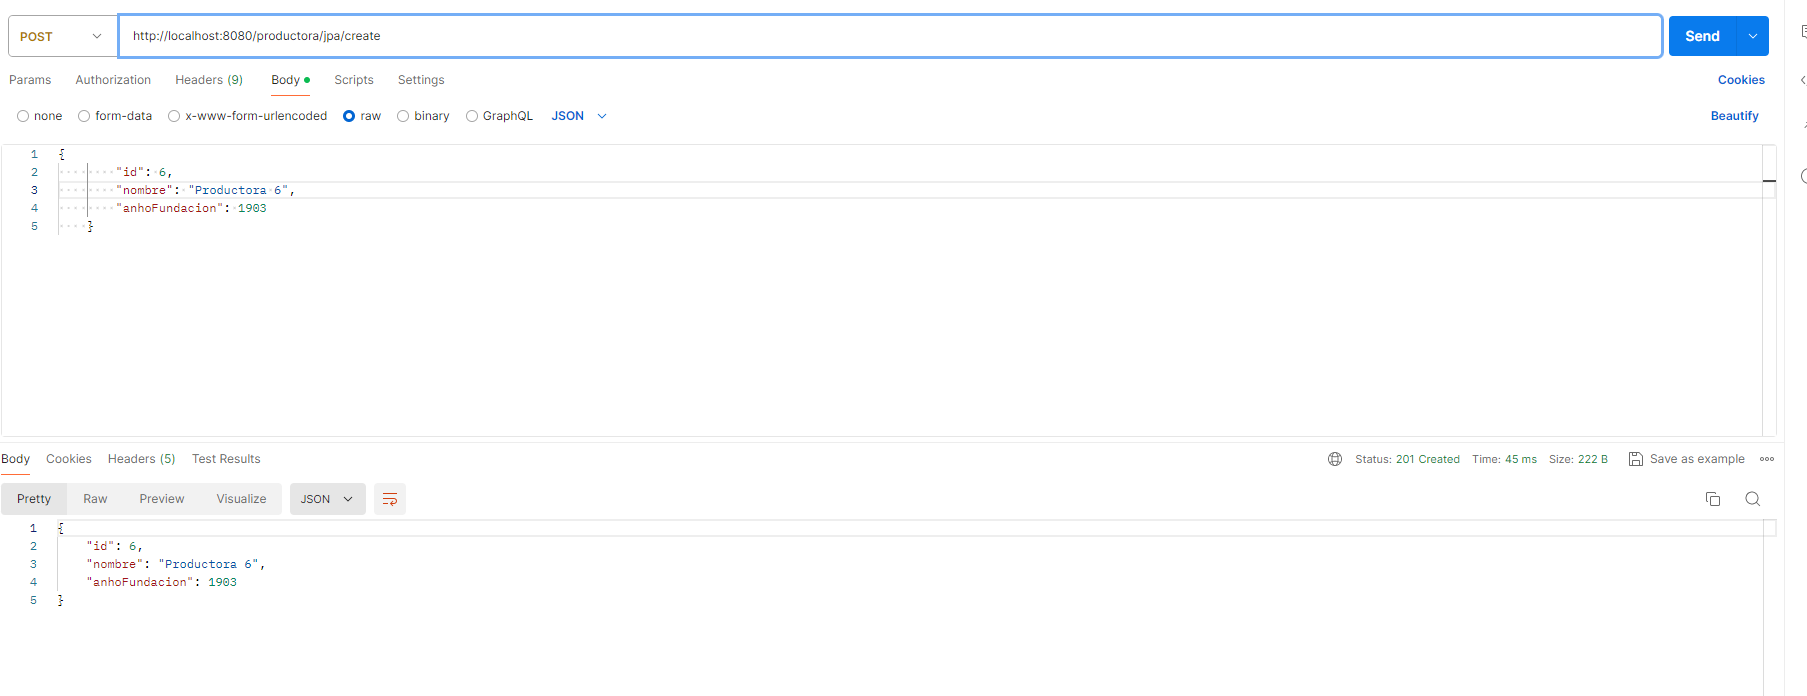 POST http://localhost:8080/productora/jpa/create Send
Params Authorization Headers (9) Body Scripts Settings Cookies
none form-data x-www-form-urlencoded raw binary GraphQL JSON Beautify
1 {
2 "id": 6,
3 "nombre": "Productora 6",
4 "anhoFundacion": 1903
5 }
Body Cookies Headers (5) Test Results Status: 201 Created Time: 45 ms Size: 222 B Save as example
Pretty Raw Preview Visualize JSON
1 {
2 "id": 6,
3 "nombre": "Productora 6",
4 "anhoFundacion": 1903
5 }